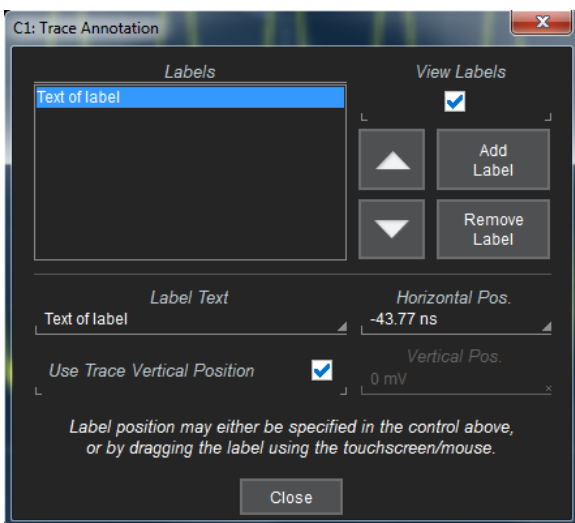 C1: Trace Annotation
Labels
View Labels
Text of label
Add
Label
Remove
Label
Label Text
Horizontal Pos.
Text of label
-43.77 ns
Use Trace Vertical Position
Vertical Pos.
0 mV
Label position may either be specified in the control above,
or by dragging the label using the touchscreen/mouse.
Close